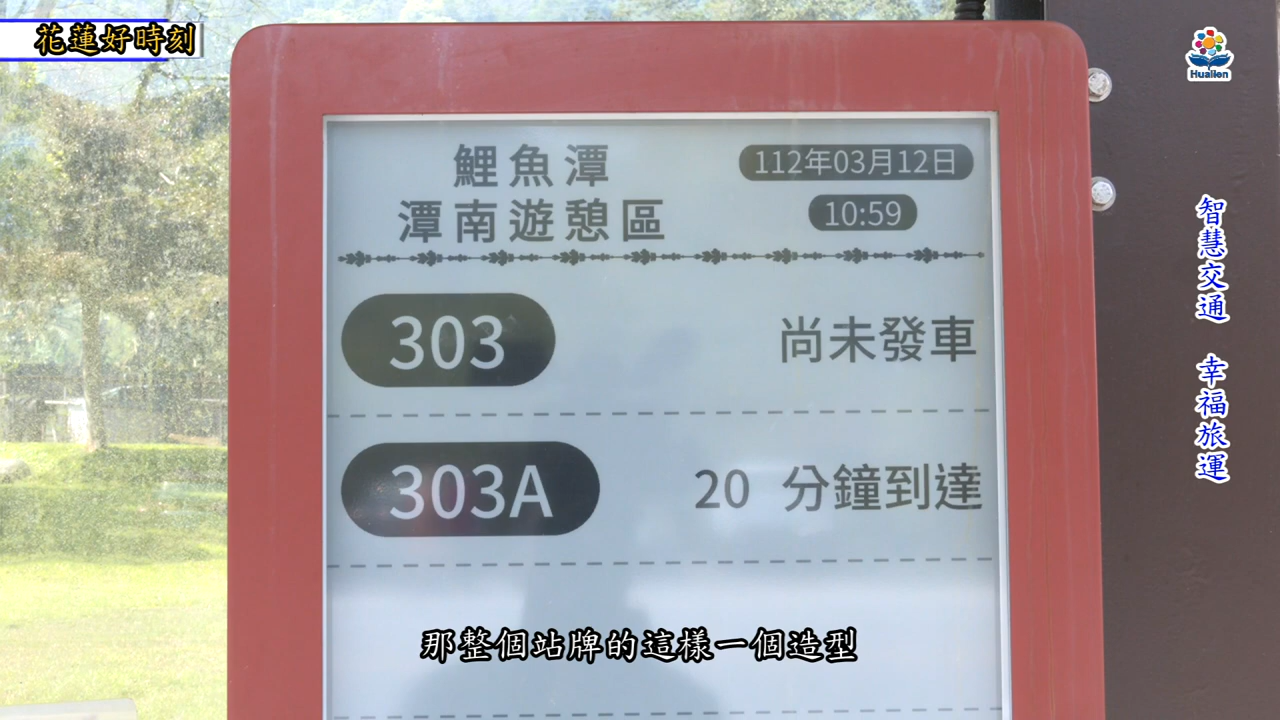 花蓮好時刻
Hualien
鯉魚潭
潭南遊憩區
112年03月12日
10:59
303 尚未發車
303A 20 分鐘到達
智慧交通 幸福旅運
那整個站牌的這樣一個造型